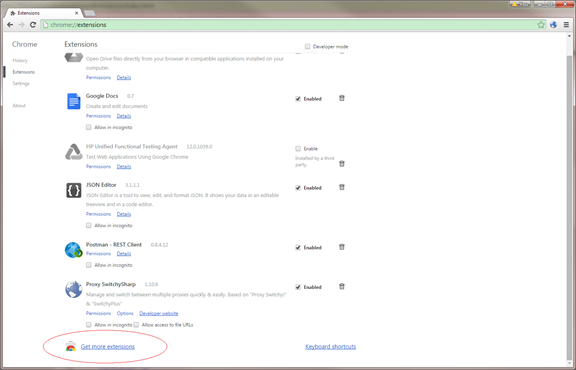 Extensions
chrome://extensions
Chrome
Extensions
Developer mode
History
Extensions
Settings
About
Open Drive files directly from your browser in compatible applications installed on your
computer.
Permissions Details
Google Docs 0.7
Create and edit documents
Permissions Details
Allow in incognito
Enabled
HP Unified Functional Testing Agent 12.0.1039.0
Test Web Applications Using Google Chrome
Permissions Details
Enable
Installed by a third
party.
JSON Editor 3.1.1.1
JSON Editor is a tool to view, edit, and format JSON. It shows your data in an editable
treeview and in a code editor.
Permissions Details
Allow in incognito
Enabled
Postman - REST Client 0.8.4.12
Permissions Details
Allow in incognito
Enabled
Proxy SwitchySharp 1.10.6
Manage and switch between multiple proxies quickly & easily. Based on "Proxy Switchy!"
& "SwitchyPlus"
Permissions Options Developer website
Allow in incognito Allow access to file URLs
Enabled
Get more extensions
Keyboard shortcuts